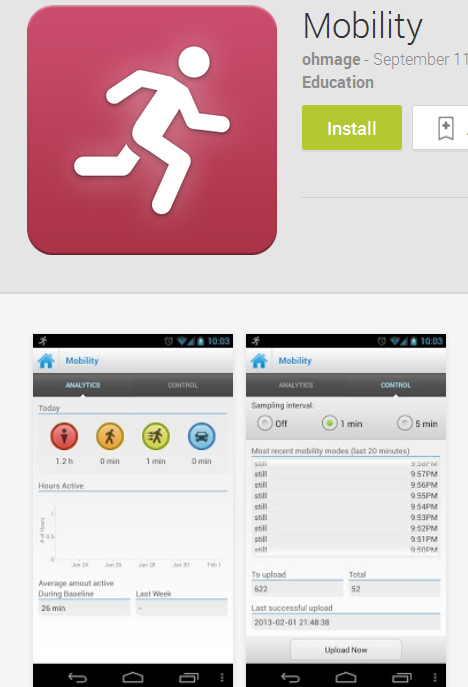 Mobility
ohmage - September 11
Education
Install
10:03
Mobility
ANALYTICS CONTROL
Today
1.2 h 0 min 1 min 0 min
Hours Active
# of Hours
1
0.5
0
Jan 24 Jan 26 Jan 28 Jan 30 Feb 1
Average amout active
During Baseline Last Week
26 min -
10:03
Mobility
ANALYTICS CONTROL
Sampling interval:
Off 1 min 5 min
Most recent mobility modes (last 20 minutes)
still 9:58PM
still 9:57PM
still 9:56PM
still 9:55PM
still 9:54PM
still 9:53PM
still 9:52PM
still 9:51PM
still 9:50PM
To upload Total
622 52
Last successful upload
2013-02-01 21:48:38
Upload Now